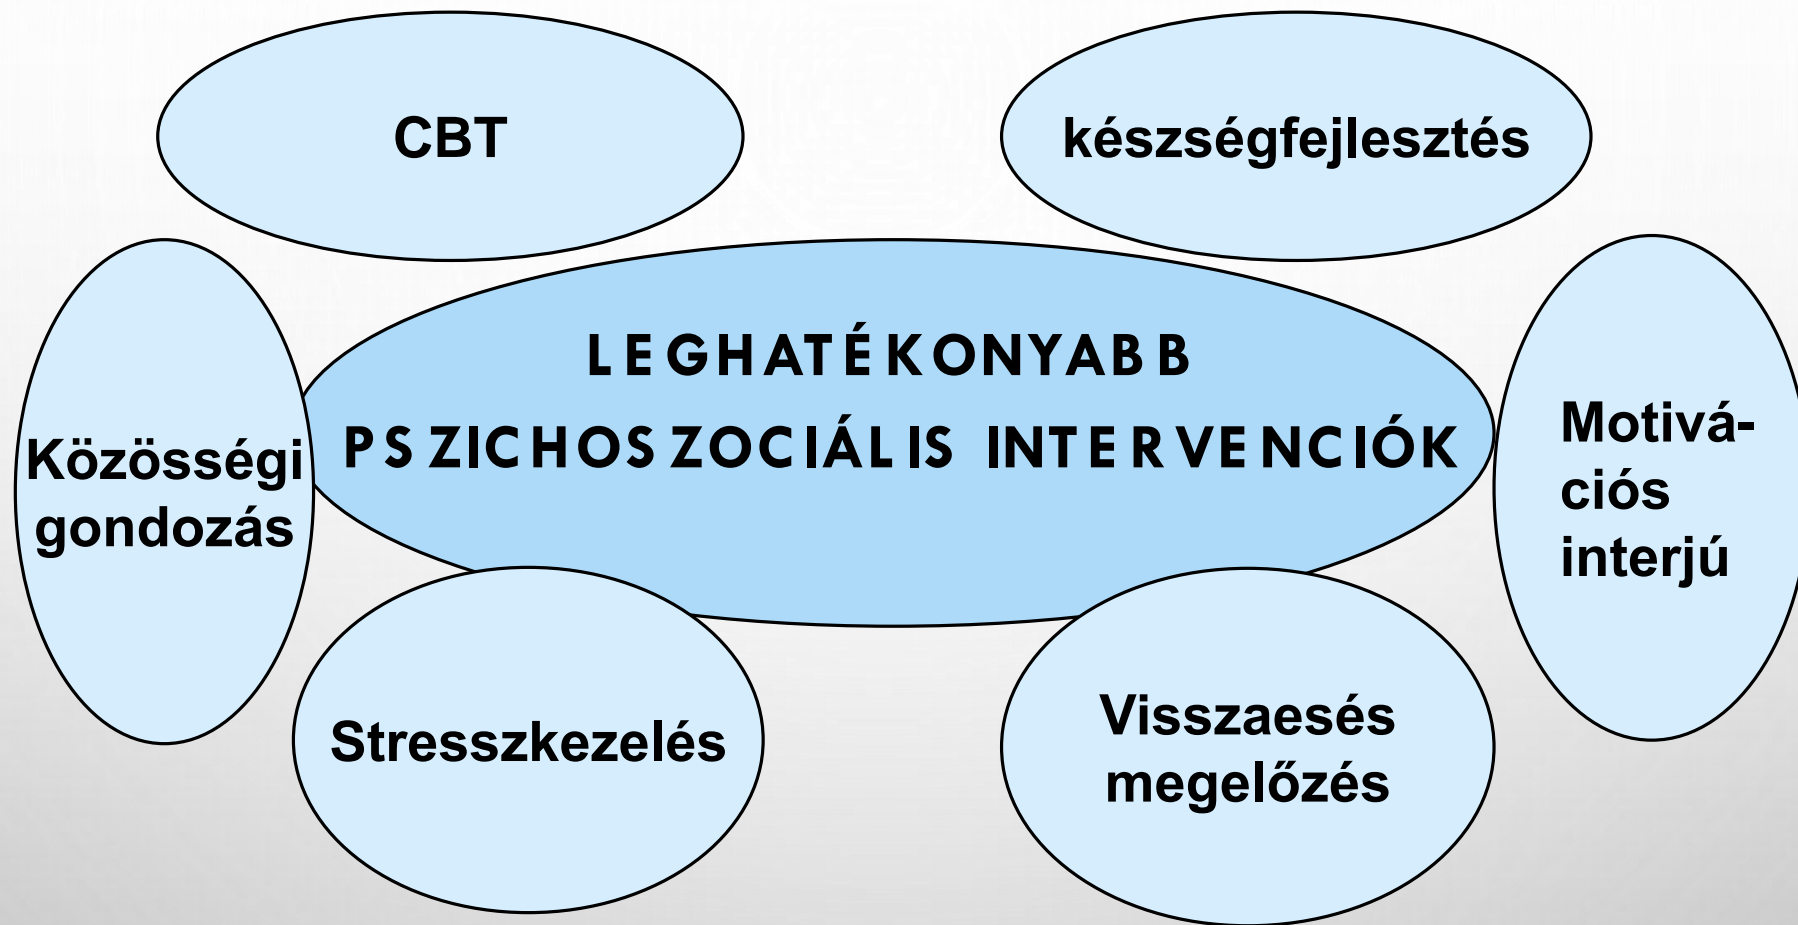 CBT
készségfejlesztés
LEGHATÉKONYABB
PSZICHOSZOCIÁLIS INTERVENCIÓK
Közösségi
gondozás
Motivá-
ciós
interjú
Stresszkezelés
Visszaesés
megelőzés